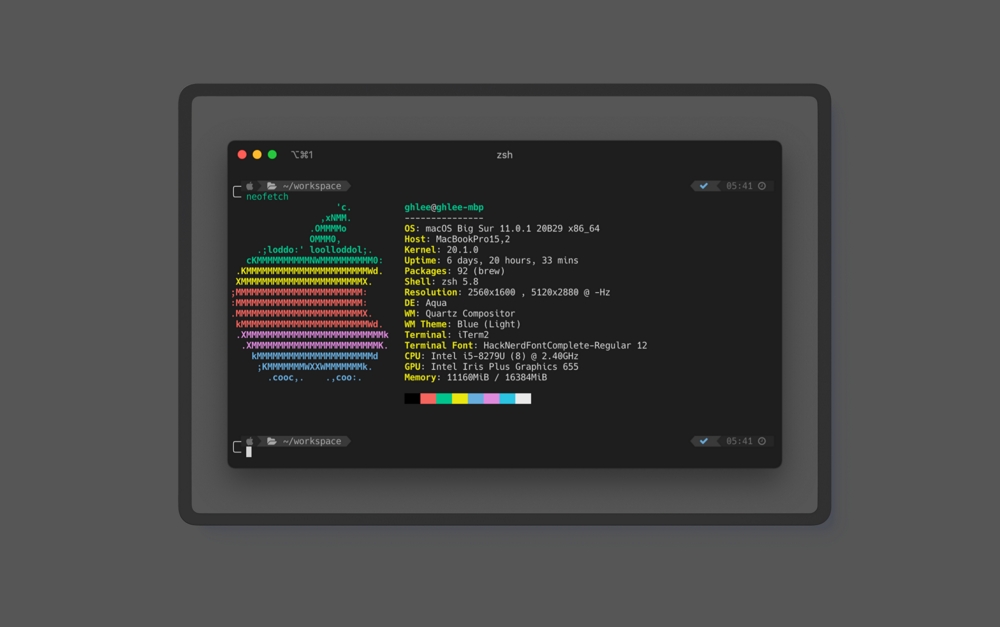 ⌥⌘1 zsh
~/workspace 05:41
neofetch
'c.
,xNMM.
.OMMMMo
OMMM0,
.;loddo:' loolloddol;.
cKMMMMMMMMMMNWMMMMMMMMMM0:
.KMMMMMMMMMMMMMMMMMMMMMMMWd.
XMMMMMMMMMMMMMMMMMMMMMMMX.
;MMMMMMMMMMMMMMMMMMMMMMMM:
:MMMMMMMMMMMMMMMMMMMMMMMM:
.MMMMMMMMMMMMMMMMMMMMMMMMX.
kMMMMMMMMMMMMMMMMMMMMMMMMWd.
.XMMMMMMMMMMMMMMMMMMMMMMMMMMk
.XMMMMMMMMMMMMMMMMMMMMMMMMK.
kMMMMMMMMMMMMMMMMMMMMMMd
;KMMMMMMMWXXWMMMMMMMk.
.cooc,. .,coo:.
ghlee@ghlee-mbp
---------------
OS: macOS Big Sur 11.0.1 20B29 x86_64
Host: MacBookPro15,2
Kernel: 20.1.0
Uptime: 6 days, 20 hours, 33 mins
Packages: 92 (brew)
Shell: zsh 5.8
Resolution: 2560x1600 , 5120x2880 @ -Hz
DE: Aqua
WM: Quartz Compositor
WM Theme: Blue (Light)
Terminal: iTerm2
Terminal Font: HackNerdFontComplete-Regular 12
CPU: Intel i5-8279U (8) @ 2.40GHz
GPU: Intel Iris Plus Graphics 655
Memory: 11160MiB / 16384MiB
~/workspace 05:41